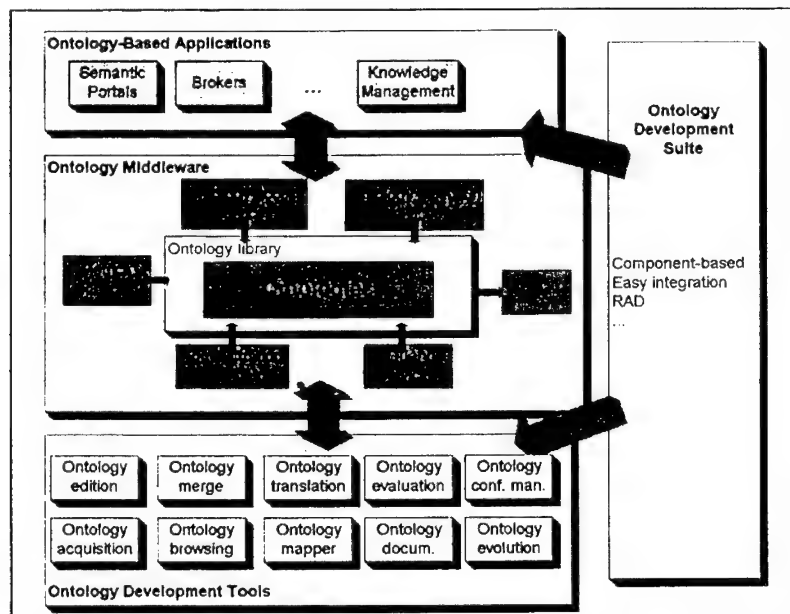 Ontology-Based Applications
Semantic
Portals
Brokers
...
Knowledge
Management
Ontology
Development
Suite
Component-based
Easy integration
RAD
...
Ontology Middleware
Ontology library
Ontology
edition
Ontology
merge
Ontology
translation
Ontology
evaluation
Ontology
conf. man.
Ontology
acquisition
Ontology
browsing
Ontology
mapper
Ontology
docum.
Ontology
evolution
Ontology Development Tools